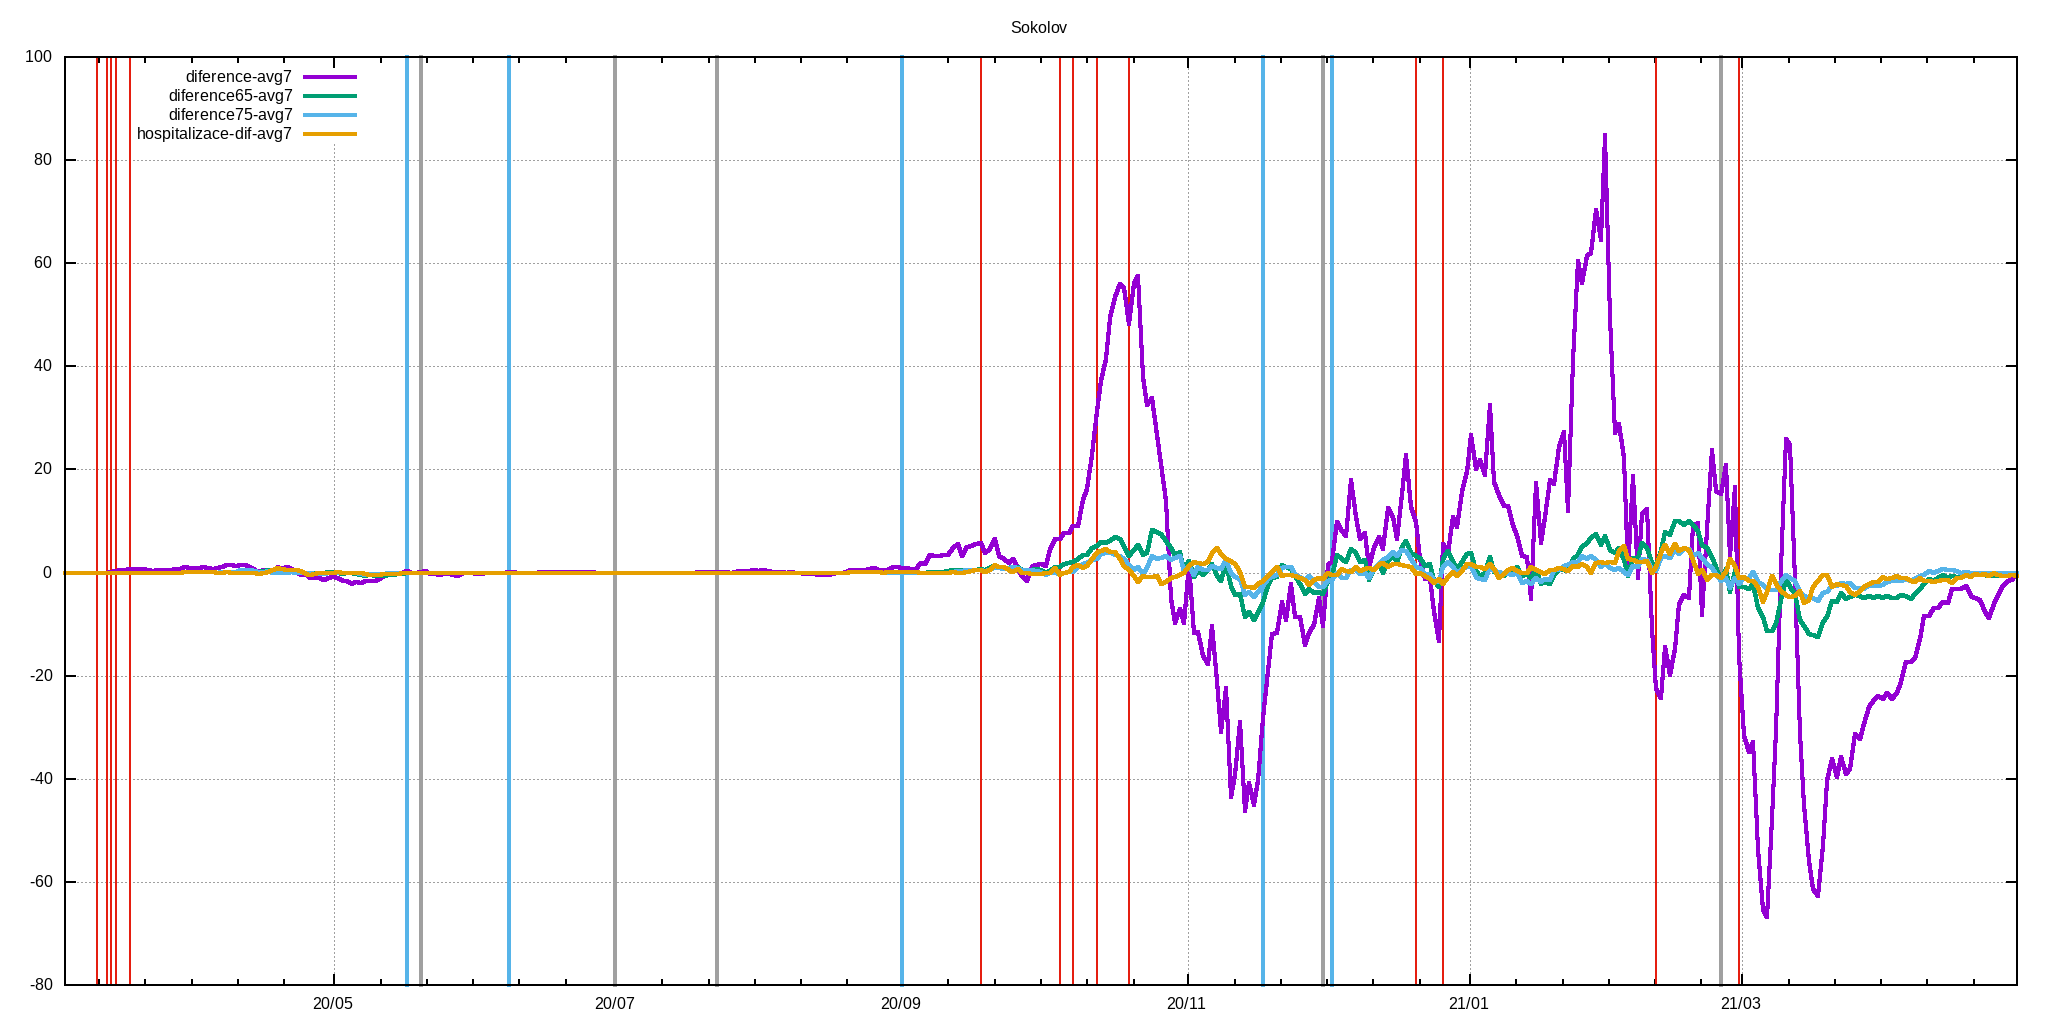 Sokolov
100
80
60
40
20
0
-20
-40
-60
-80
diference-avg7
diference65-avg7
diference75-avg7
hospitalizace-dif-avg7
20/05 20/07 20/09 20/11 21/01 21/03